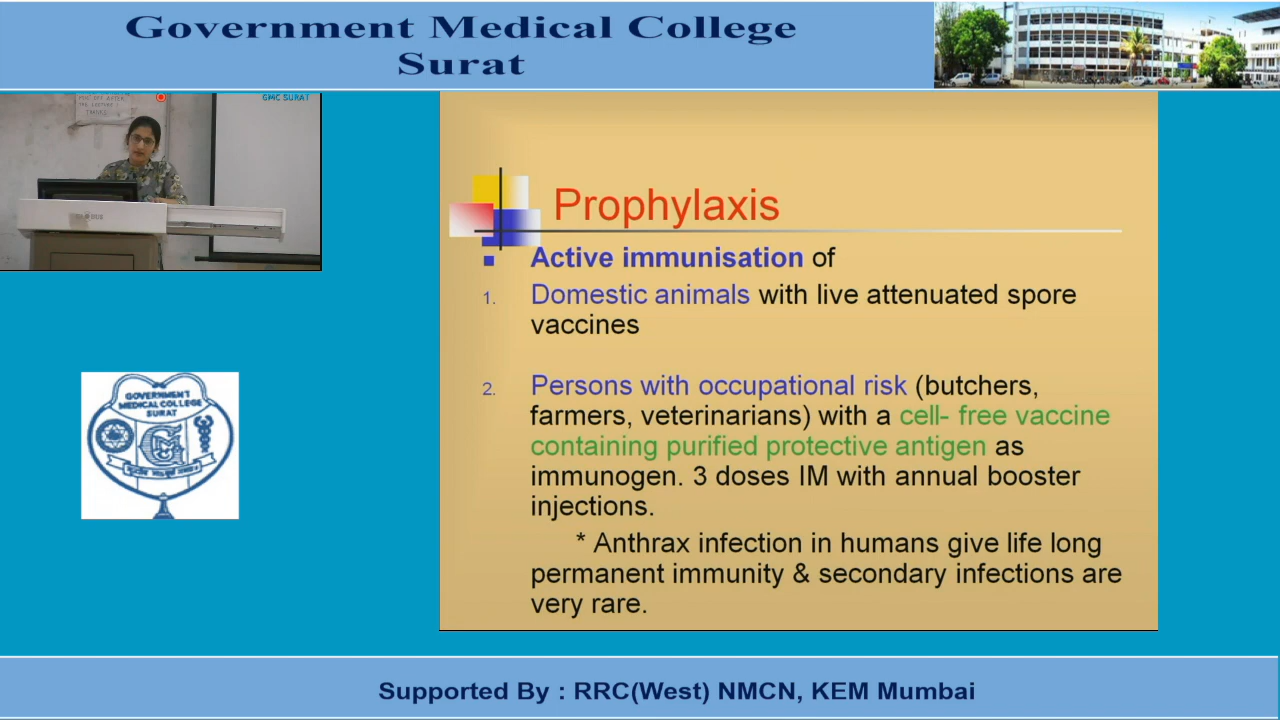 Government Medical College
Surat
GMC SURAT
Prophylaxis
Active immunisation of
1. Domestic animals with live attenuated spore
vaccines
2. Persons with occupational risk (butchers,
farmers, veterinarians) with a cell- free vaccine
containing purified protective antigen as
immunogen. 3 doses IM with annual booster
injections.
* Anthrax infection in humans give life long
permanent immunity & secondary infections are
very rare.
GOVERNMENT
MEDICAL COLLEGE
SURAT
Supported By : RRC(West) NMCN, KEM Mumbai